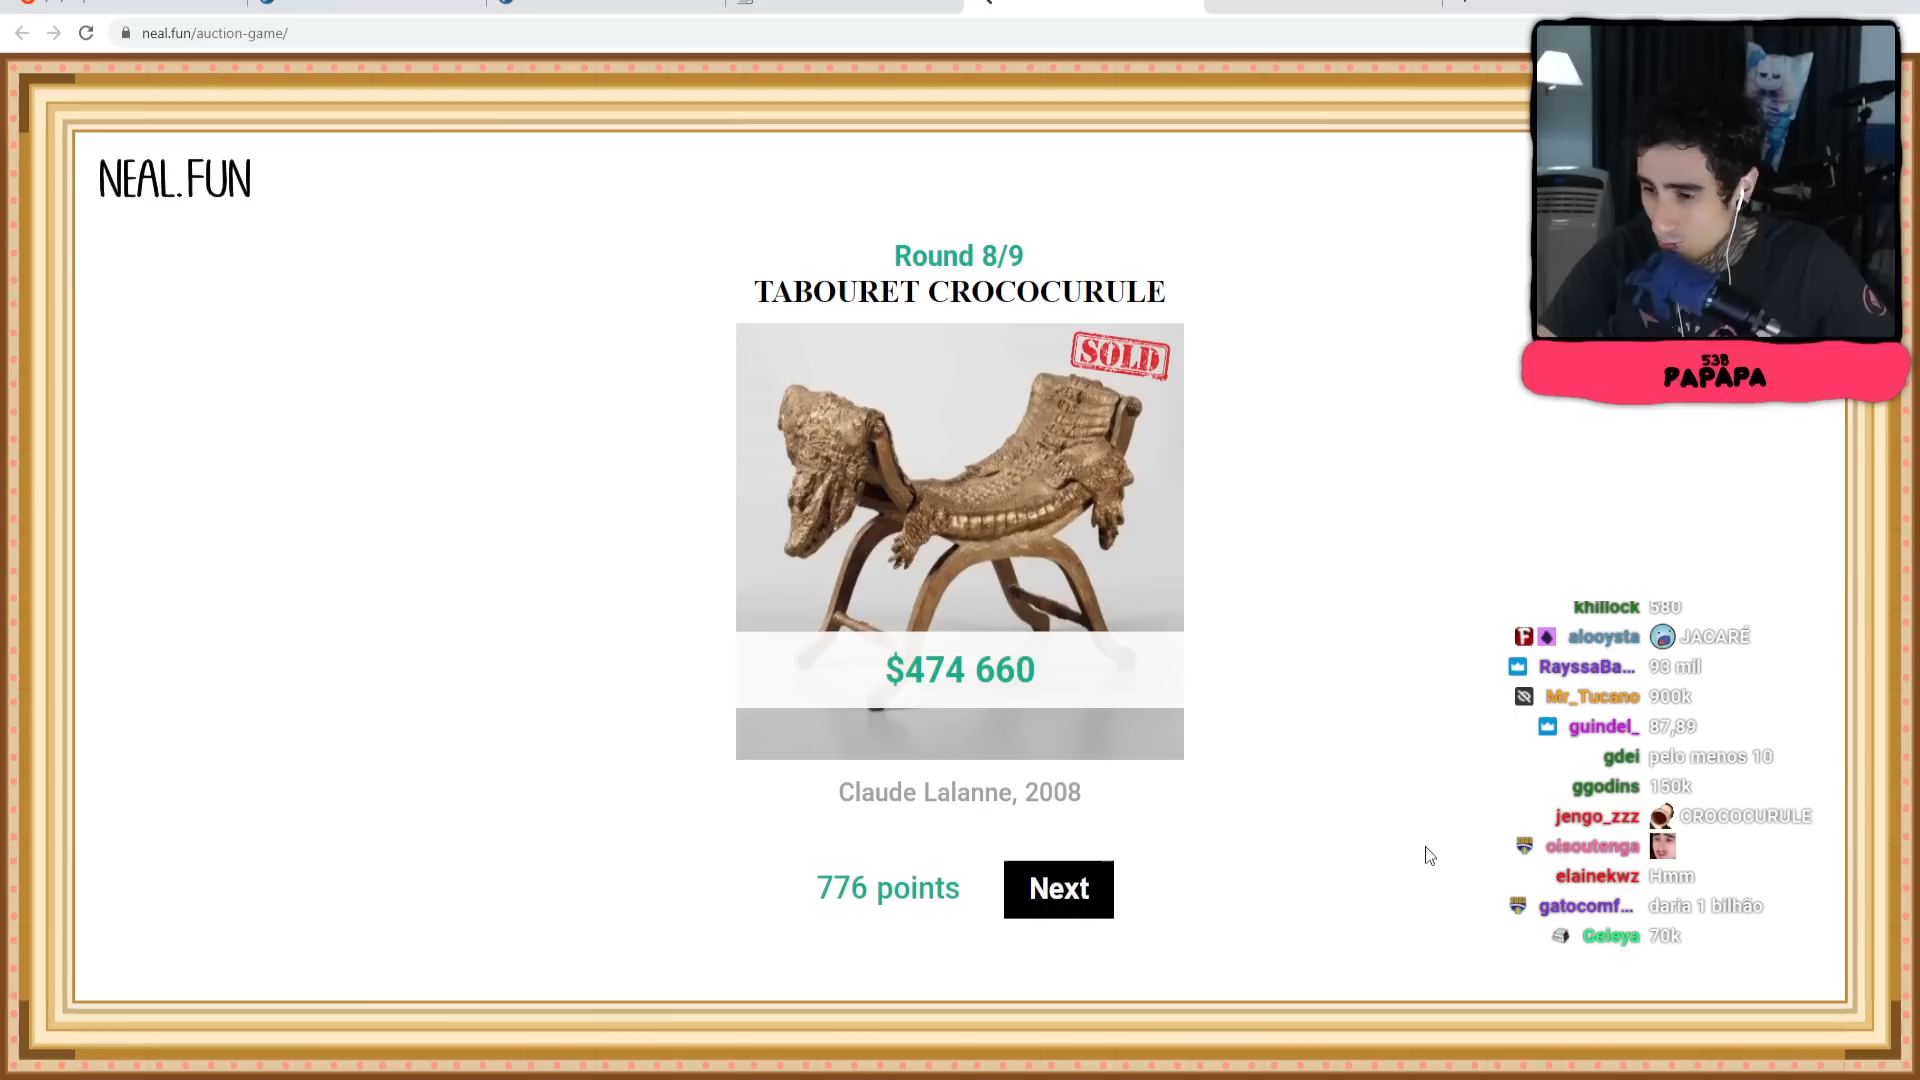 neal.fun/auction-game/
NEAL.FUN
Round 8/9
TABOURET CROCOCURULE
SOLD
$474 660
Claude Lalanne, 2008
776 points
Next
538
PAPAPA
khillock 580
alooysta JACARÉ
RayssaBa... 93 mil
Mr_Tucano 900k
guindel_ 87,89
gdei pelo menos 10
ggodins 150k
jengo_zzz CROCOCURULE
oisoutenga
elainekwz Hmm
gatocomf... daria 1 bilhão
Celeya 70k